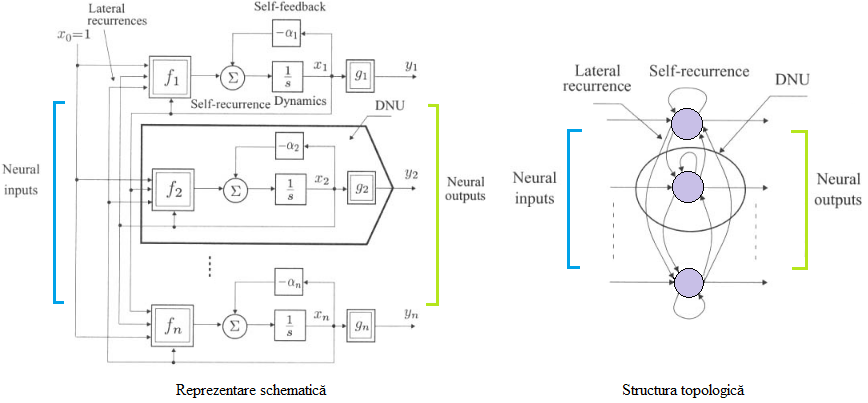 Self-feedback
Lateral
recurrences
x₀=1
−α₁
f₁
Σ
1
s
x₁
g₁
y₁
Self-recurrence
Dynamics
DNU
−α₂
f₂
Σ
1
s
x₂
g₂
y₂
Neural
inputs
Neural
outputs
−αₙ
fₙ
Σ
1
s
xₙ
gₙ
yₙ
Reprezentare schematică
Self-recurrence
Lateral
recurrence
DNU
Neural
inputs
Neural
outputs
Structura topologică